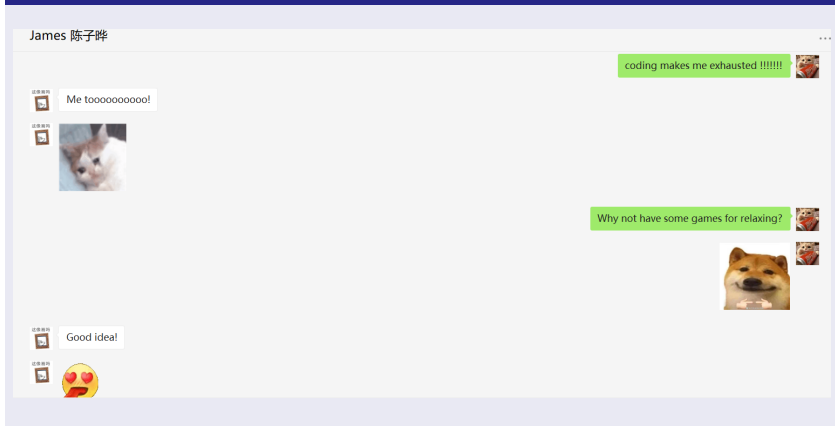 James 陈子晔
coding makes me exhausted !!!!!!!
Me toooooooooo!
Why not have some games for relaxing?
Good idea!